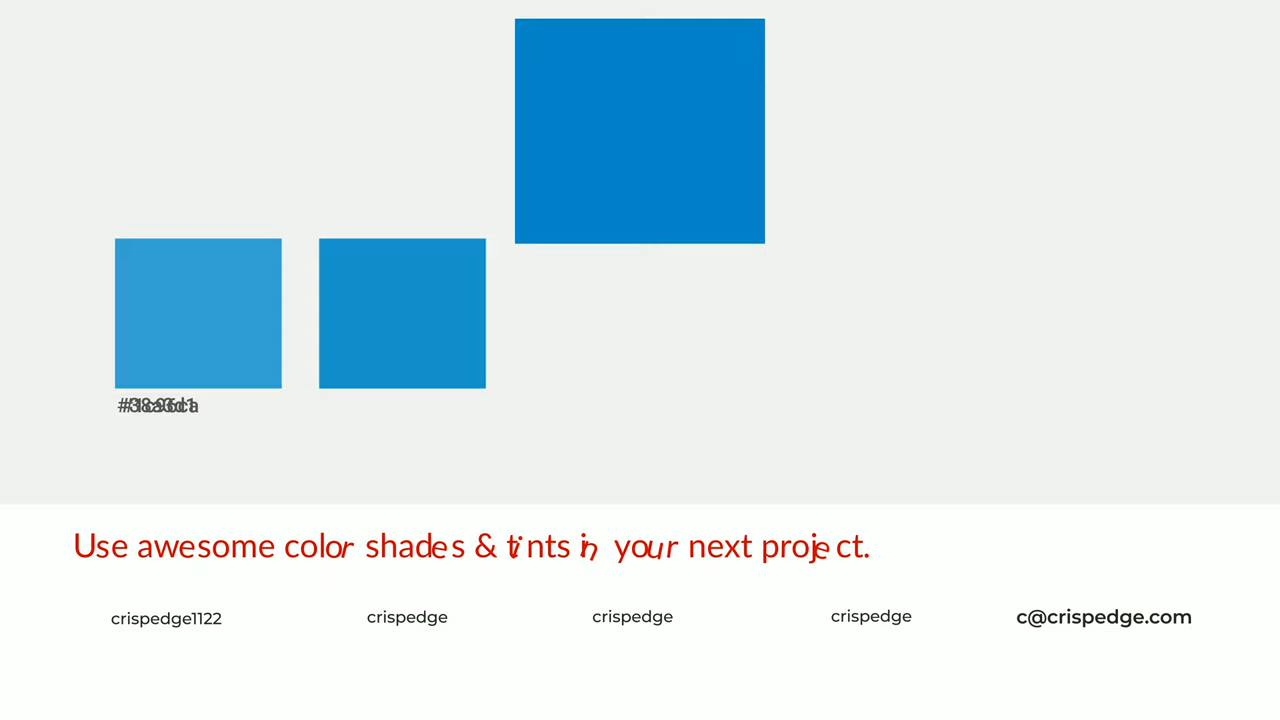 Use awesome color shades & tints in your next project.
crispedge1122 crispedge crispedge crispedge c@crispedge.com